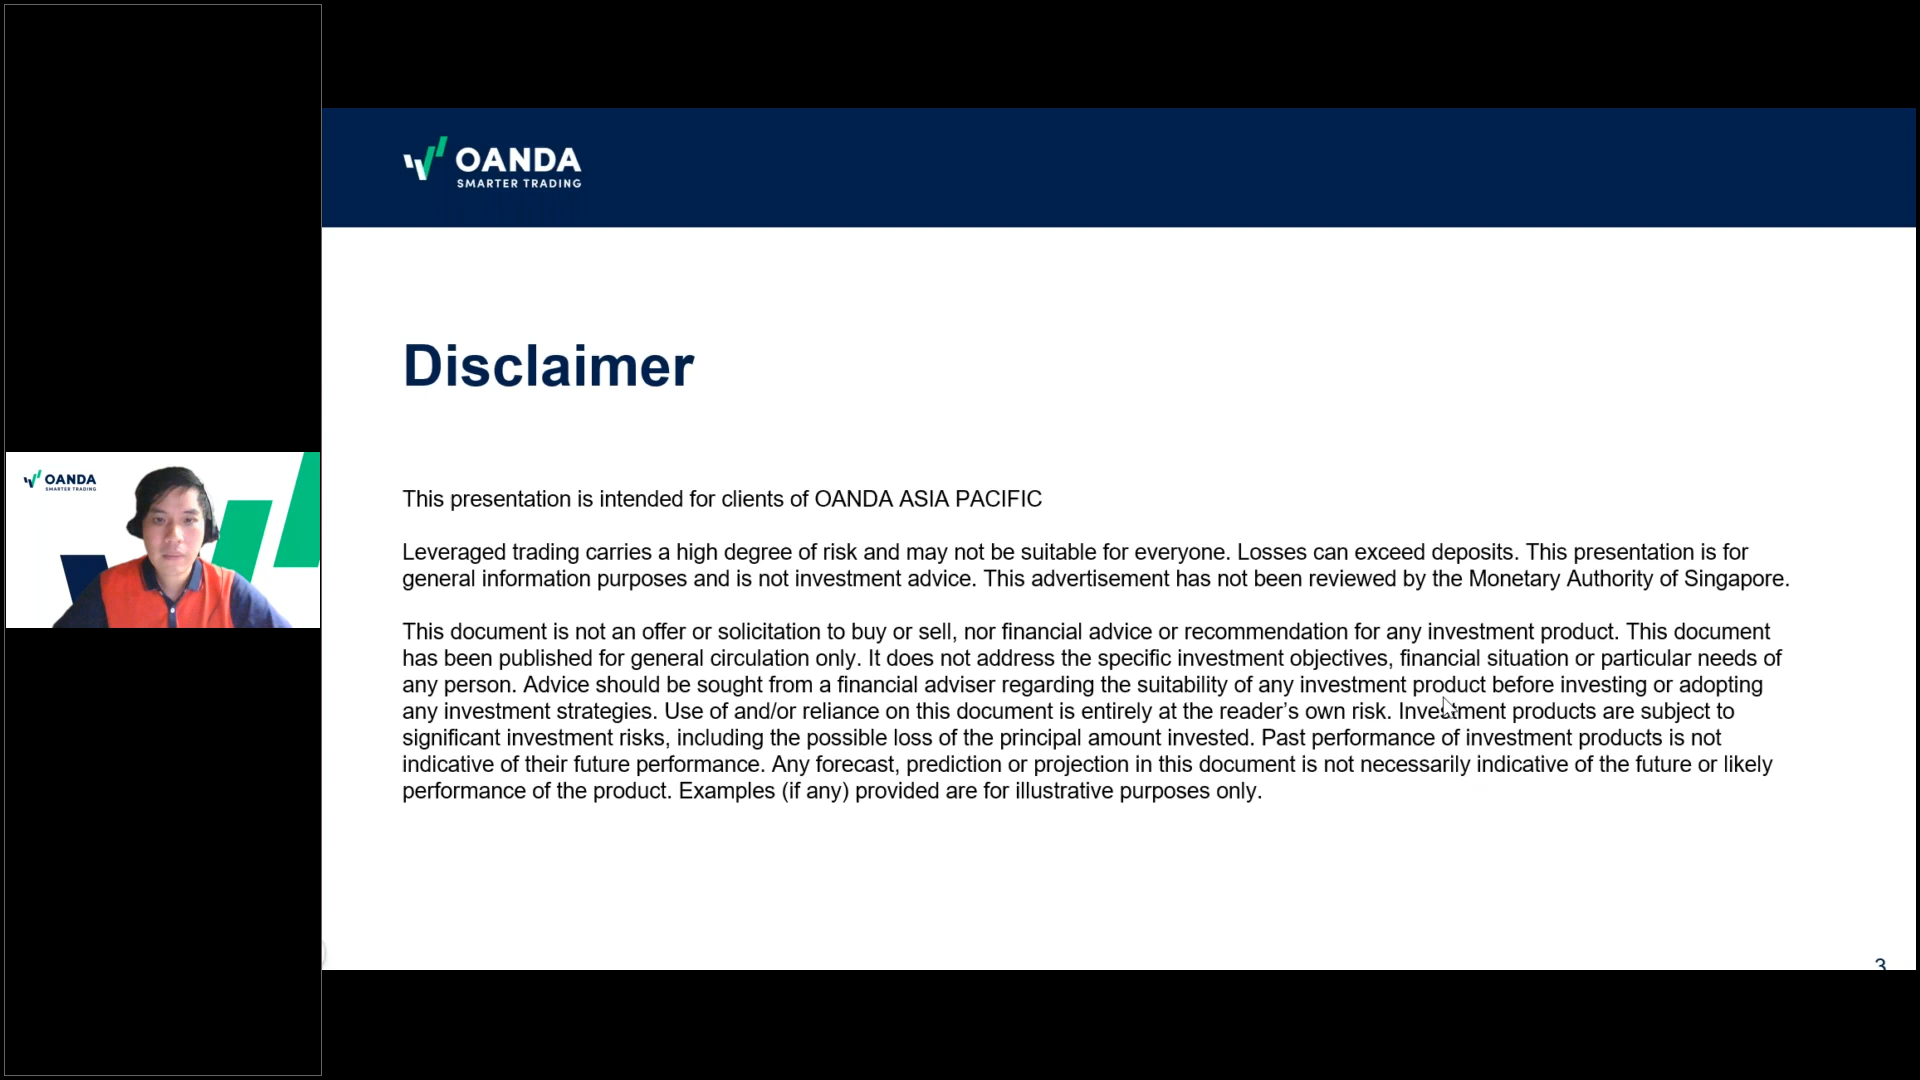 OANDA
SMARTER TRADING
Disclaimer
OANDA
SMARTER TRADING
This presentation is intended for clients of OANDA ASIA PACIFIC
Leveraged trading carries a high degree of risk and may not be suitable for everyone. Losses can exceed deposits. This presentation is for
general information purposes and is not investment advice. This advertisement has not been reviewed by the Monetary Authority of Singapore.
This document is not an offer or solicitation to buy or sell, nor financial advice or recommendation for any investment product. This document
has been published for general circulation only. It does not address the specific investment objectives, financial situation or particular needs of
any person. Advice should be sought from a financial adviser regarding the suitability of any investment product before investing or adopting
any investment strategies. Use of and/or reliance on this document is entirely at the reader’s own risk. Investment products are subject to
significant investment risks, including the possible loss of the principal amount invested. Past performance of investment products is not
indicative of their future performance. Any forecast, prediction or projection in this document is not necessarily indicative of the future or likely
performance of the product. Examples (if any) provided are for illustrative purposes only.
3